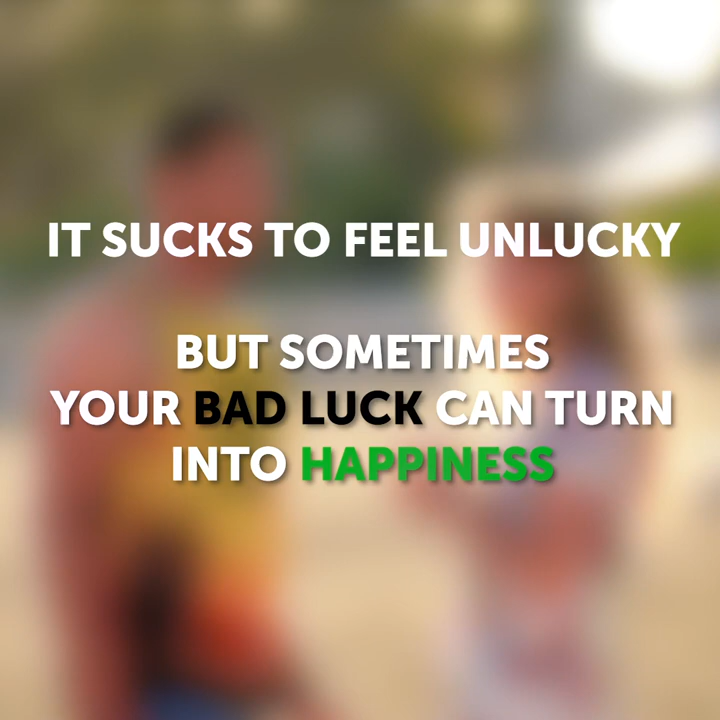 IT SUCKS TO FEEL UNLUCKY
BUT SOMETIMES
YOUR BAD LUCK CAN TURN
INTO HAPPINESS